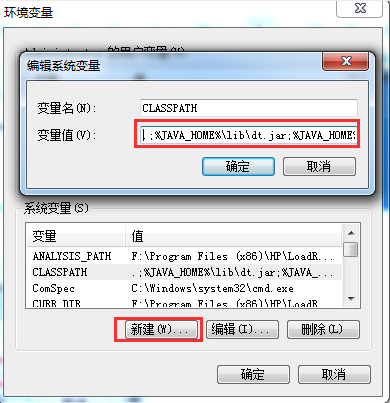 环境变量
的用户变量(U)
编辑系统变量
变量名(N):
CLASSPATH
变量值(V):
.;%JAVA_HOME%\lib\dt.jar;%JAVA_HOME%
确定
取消
系统变量(S)
变量
值
ANALYSIS_PATH
F:\Program Files (x86)\HP\LoadR...
CLASSPATH
.;%JAVA_HOME%\lib\dt.jar;%JAVA_...
ComSpec
C:\Windows\system32\cmd.exe
F:\Program Files (x86)\HP\LoadR...
新建(W)...
编辑(I)...
删除(L)
确定
取消